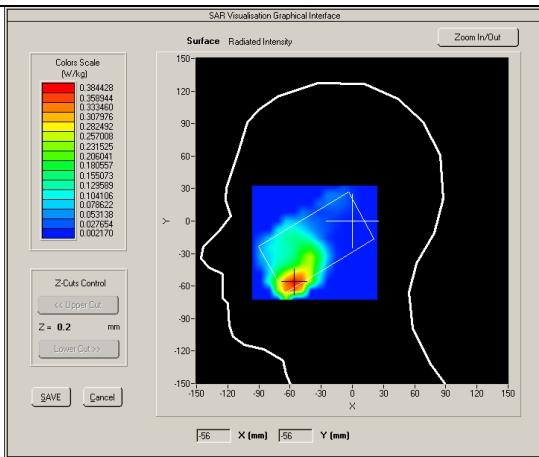 SAR Visualisation Graphical Interface
Surface Radiated Intensity
Zoom In/Out
Colors Scale
(W/kg)
0.384428
0.358944
0.333460
0.307976
0.282492
0.257008
0.231525
0.206041
0.180557
0.155073
0.129589
0.104106
0.078622
0.053138
0.027654
0.002170
Z-Cuts Control
<< Upper Cut
Z = 0.2 mm
Lower Cut >>
SAVE Cancel
150-
120-
90-
60-
30-
0-
-30-
-60-
-90-
-120-
-150-
Y
-150 -120 -90 -60 -30 0 30 60 90 120 150
X
-56 X (mm) -56 Y (mm)